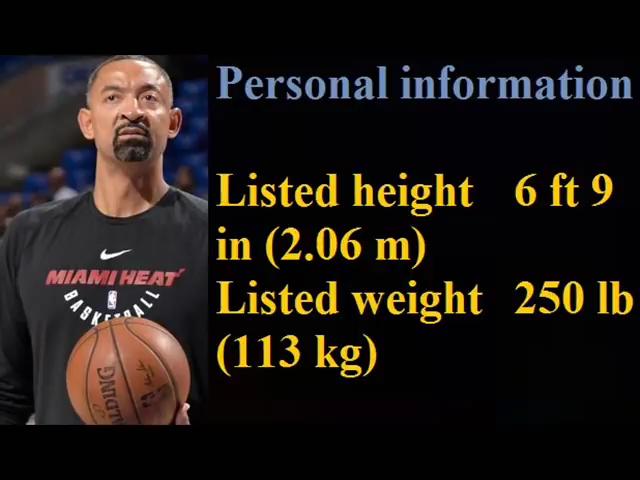 Personal information
Listed height 6 ft 9
in (2.06 m)
Listed weight 250 lb
(113 kg)
MIAMI HEAT
BASKETBALL
SPALDING